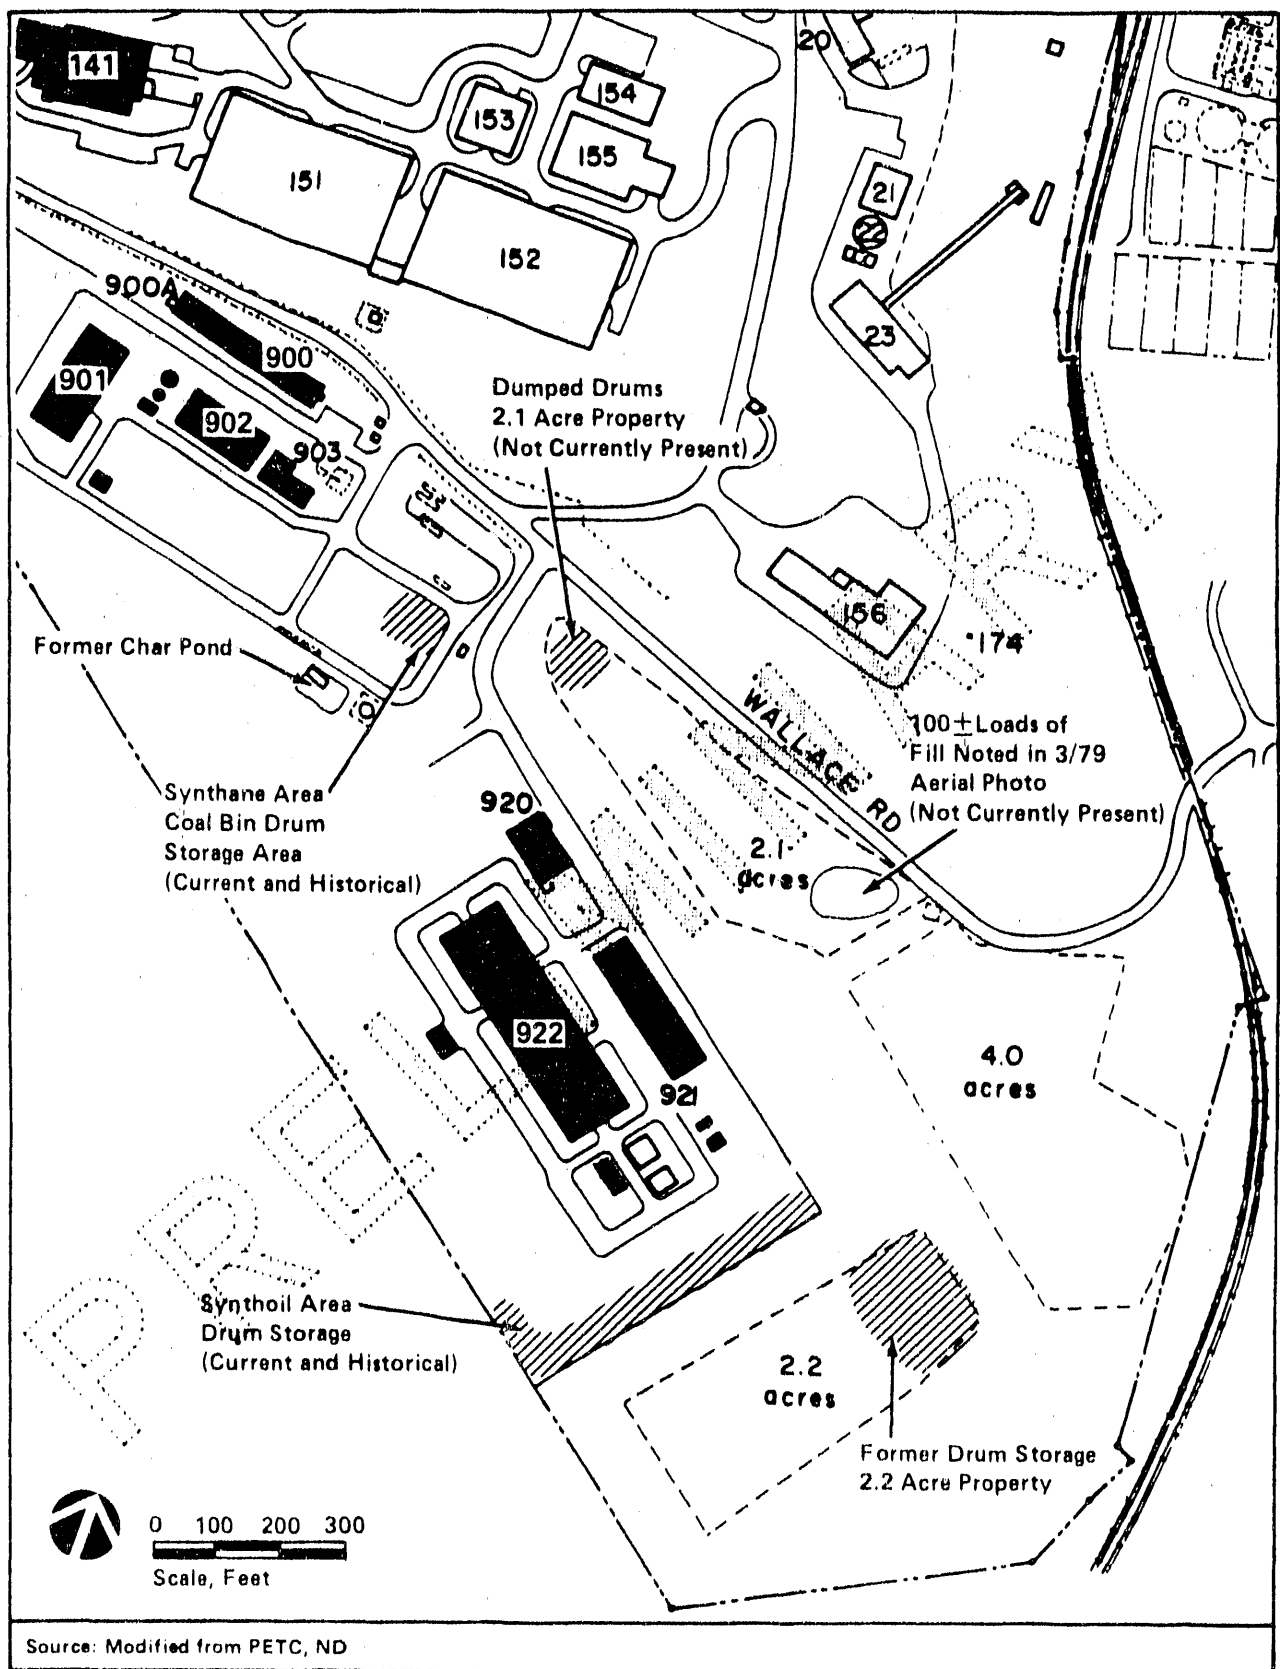 141
20
154
153
155
151
21
152
900A
23
900
901
Dumped Drums
2.1 Acre Property
(Not Currently Present)
902
903
156
174
Former Char Pond
WALLACE RD
100 ± Loads of
Fill Noted in 3/79
Aerial Photo
(Not Currently Present)
Synthane Area
Coal Bin Drum
Storage Area
(Current and Historical)
920
2.1
acres
922
4.0
acres
921
Synthoil Area
Drum Storage
(Current and Historical)
2.2
acres
Former Drum Storage
2.2 Acre Property
0 100 200 300
Scale, Feet
Source: Modified from PETC, ND